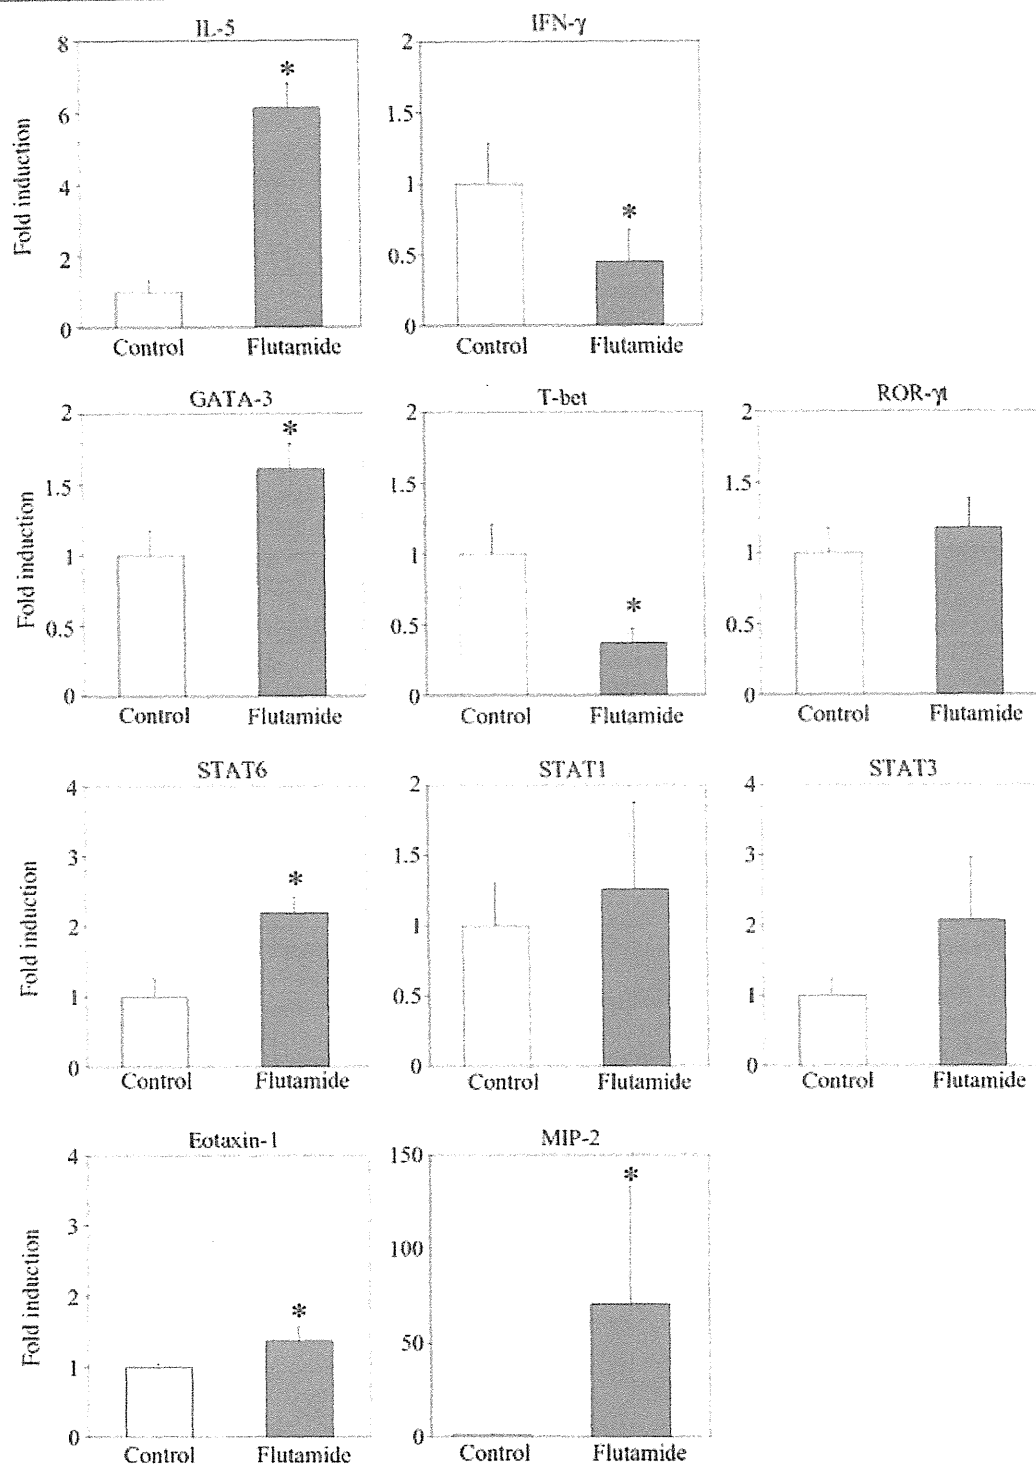 IL-5 IFN-γ
8 2
6 1.5
4 1
2 0.5
0 0
Fold induction
* *
Control Flutamide Control Flutamide
GATA-3 T-bet ROR-γt
2 2 2
1.5 1.5 1.5
1 1 1
0.5 0.5 0.5
0 0 0
Fold induction
* *
Control Flutamide Control Flutamide Control Flutamide
STAT6 STAT1 STAT3
4 2 4
3 1.5 3
2 1 2
1 0.5 1
0 0 0
Fold induction
*
Control Flutamide Control Flutamide Control Flutamide
Eotaxin-1 MIP-2
4 150
3 100
2 50
1 0
0
Fold induction
* *
Control Flutamide Control Flutamide